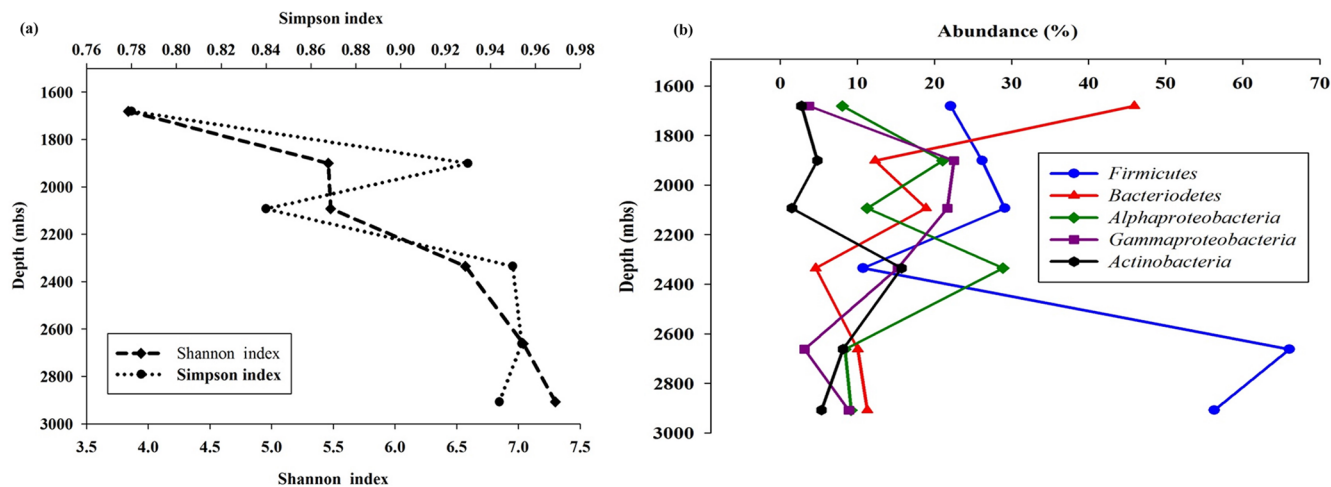 (a)
Simpson index
0.76 0.78 0.80 0.82 0.84 0.86 0.88 0.90 0.92 0.94 0.96 0.97 0.98
1600
1800
2000
2200
2400
2600
2800
3000
Depth (mbs)
Shannon index
Simpson index
3.5 4.0 4.5 5.0 5.5 6.0 6.5 7.0 7.5
Shannon index
(b)
Abundance (%)
0 10 20 30 40 50 60 70
1600
1800
2000
2200
2400
2600
2800
3000
Depth (mbs)
Firmicutes
Bacteriodetes
Alphaproteobacteria
Gammaproteobacteria
Actinobacteria